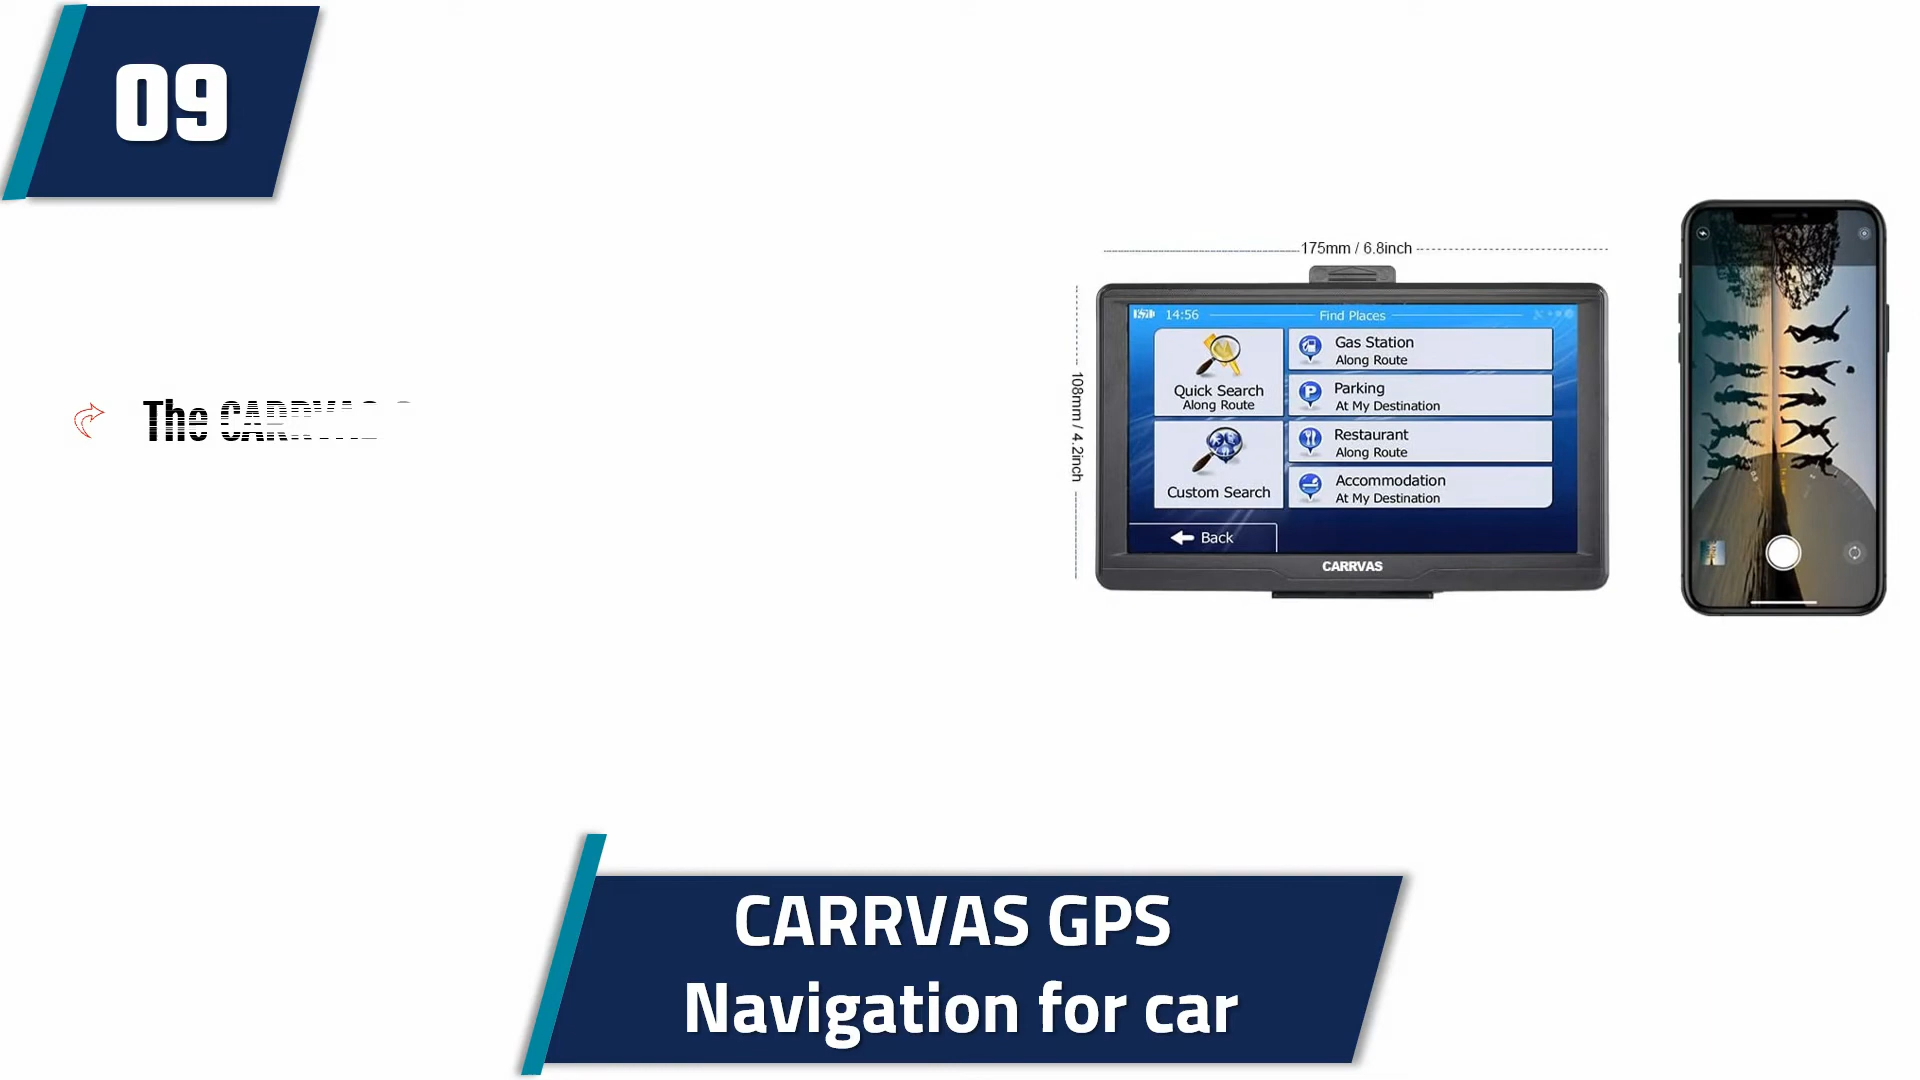 09
The CARRVAS
175mm / 6.8inch
108mm / 4.2inch
14:56
Find Places
Quick Search
Along Route
Custom Search
Gas Station
Along Route
Parking
At My Destination
Restaurant
Along Route
Accommodation
At My Destination
Back
CARRVAS
CARRVAS GPS
Navigation for car